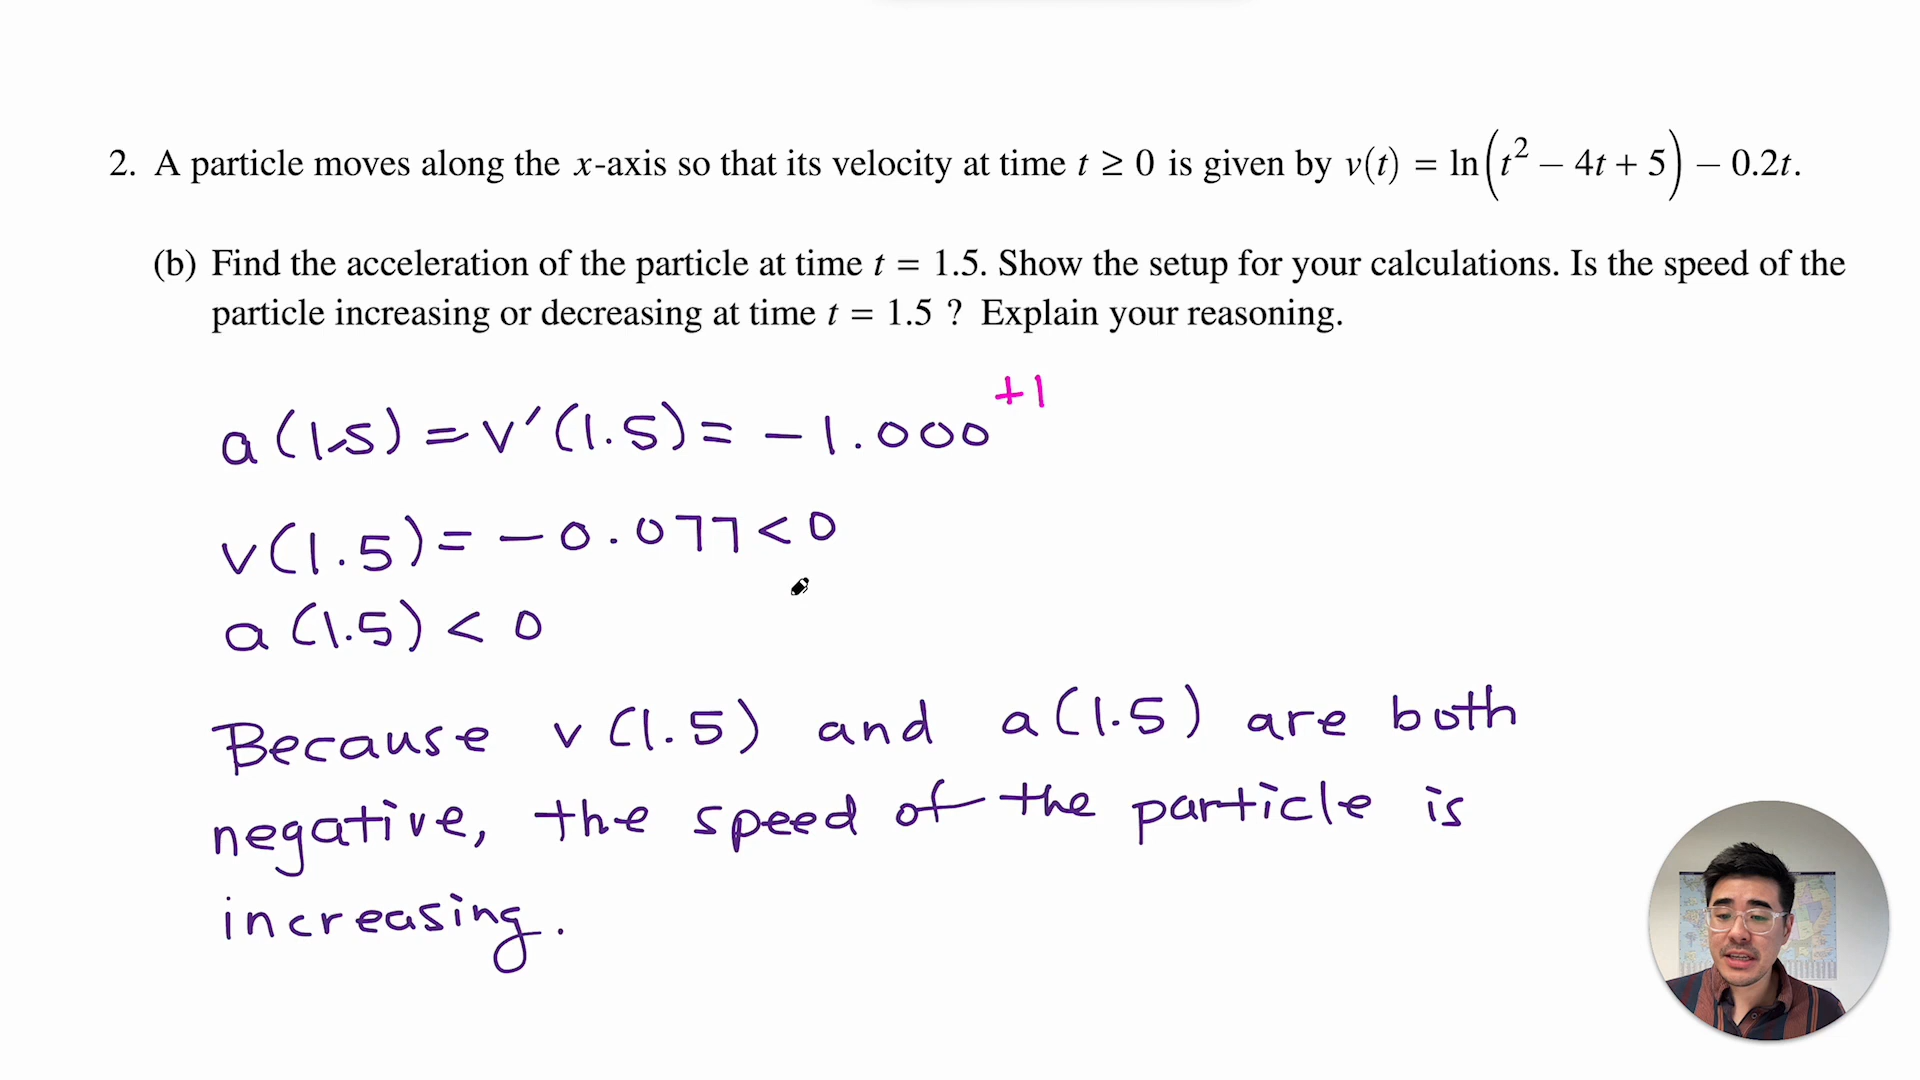 2. A particle moves along the x-axis so that its velocity at time t ≥ 0 is given by v(t) = ln(t² − 4t + 5) − 0.2t.
(b) Find the acceleration of the particle at time t = 1.5. Show the setup for your calculations. Is the speed of the
particle increasing or decreasing at time t = 1.5 ? Explain your reasoning.
a(1.5) = v'(1.5) = −1.000 +1
v(1.5) = −0.077 < 0
a(1.5) < 0
Because v(1.5) and a(1.5) are both
negative, the speed of the particle is
increasing.